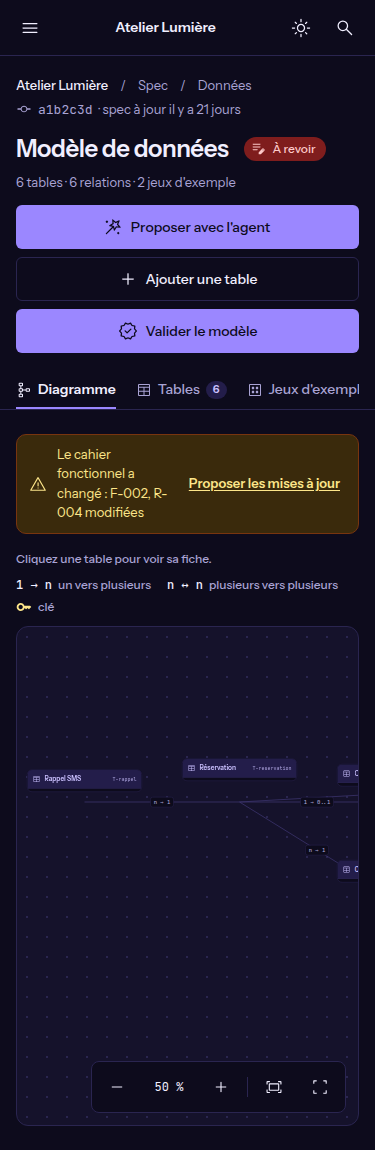 Atelier Lumière
Atelier Lumière / Spec / Données
a1b2c3d · spec à jour il y a 21 jours
Modèle de données
À revoir
6 tables · 6 relations · 2 jeux d'exemple
Proposer avec l'agent
Ajouter une table
Valider le modèle
Diagramme Tables 6 Jeux d'exempl
Le cahier
fonctionnel a
changé : F-002, R-
004 modifiées
Proposer les mises à jour
Cliquez une table pour voir sa fiche.
1 → n un vers plusieurs n ↔ n plusieurs vers plusieurs
clé
Réservation T-reservation
Rappel SMS T-rappel
n → 1
1 → 0..1
n → 1
50 %